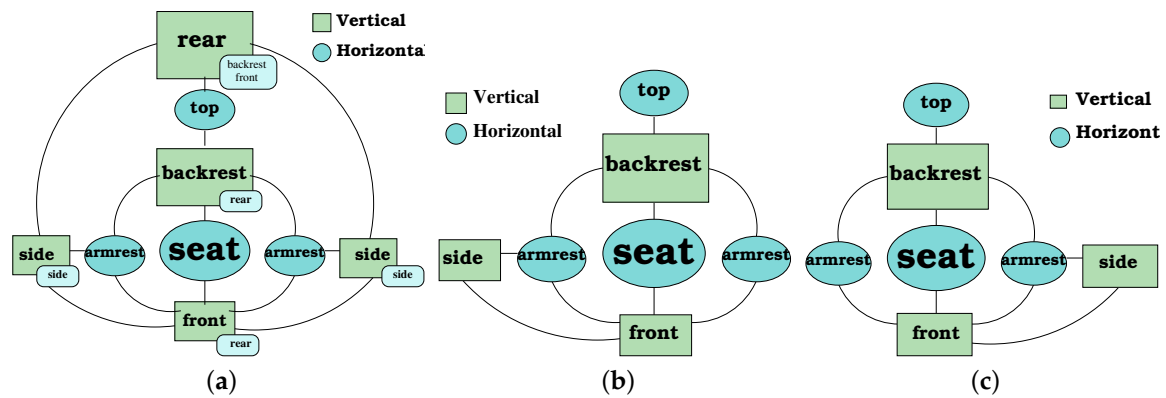 rear
backrest
front
Vertical
Horizontal
top
backrest
rear
seat
side
side
armrest
armrest
side
side
front
rear
(a)
Vertical
Horizontal
top
backrest
seat
side
armrest
armrest
front
(b)
Vertical
Horizont
top
backrest
seat
armrest
armrest
side
front
(c)